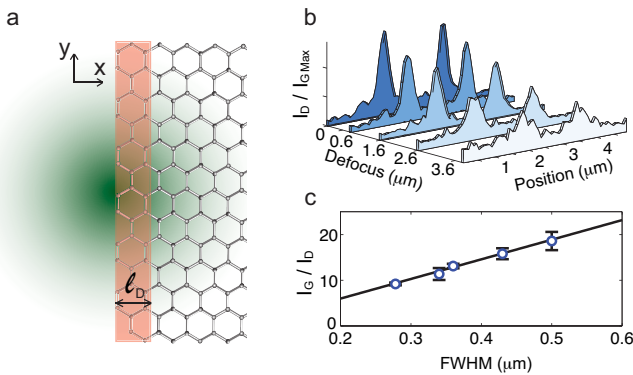 a
y
x
ℓD
b
ID / IG Max
0
0.6
1.6
2.6
3.6
Defocus (μm)
1
2
3
4
Position (μm)
c
IG / ID
20
10
0
0.2
0.3
0.4
0.5
0.6
FWHM (μm)